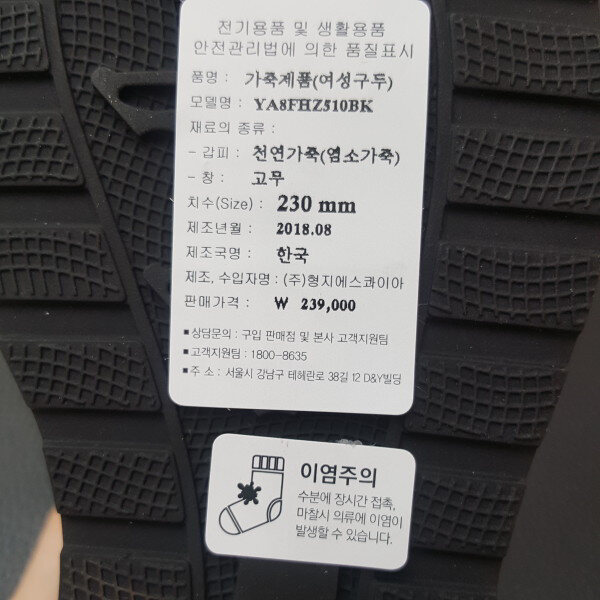 전기용품 및 생활용품
안전관리법에 의한 품질표시
품명 : 가죽제품(여성구두)
모델명 : YA8FHZ510BK
재료의 종류 :
- 갑피 : 천연가죽(염소가죽)
- 창 : 고무
치수(Size) : 230 mm
제조년월 : 2018.08
제조국명 : 한국
제조, 수입자명 : (주)형지에스콰이아
판매가격 : ₩ 239,000
■ 상담문의 : 구입 판매점 및 본사 고객지원팀
■ 고객지원팀 : 1800-8635
■ 주 소 : 서울시 강남구 테헤란로 38길 12 D&Y빌딩
이염주의
수분에 장시간 접촉,
마찰시 의류에 이염이
발생할 수 있습니다.